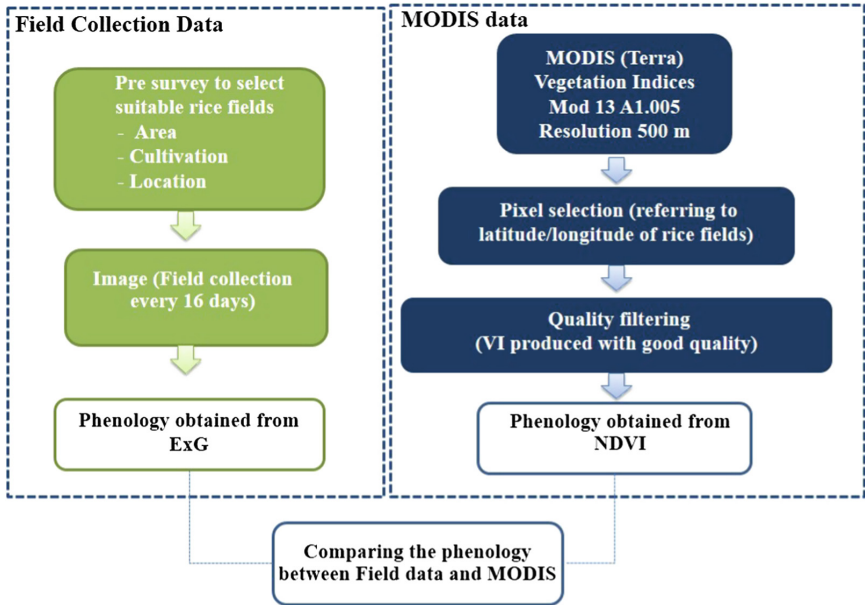 Field Collection Data
Pre survey to select
suitable rice fields
- Area
- Cultivation
- Location
Image (Field collection
every 16 days)
Phenology obtained from
ExG
MODIS data
MODIS (Terra)
Vegetation Indices
Mod 13 A1.005
Resolution 500 m
Pixel selection (referring to
latitude/longitude of rice fields)
Quality filtering
(VI produced with good quality)
Phenology obtained from
NDVI
Comparing the phenology
between Field data and MODIS